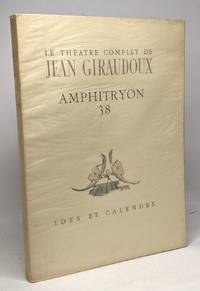 LE THEATRE COMPLET DE
JEAN GIRAUDOUX
AMPHITRYON
38
IDES ET CALENDES